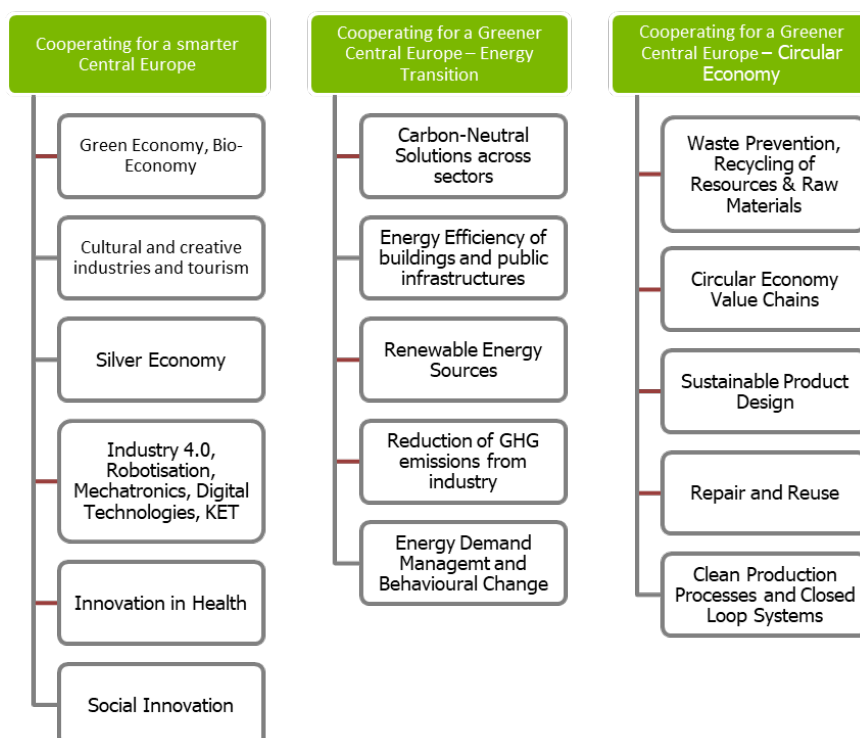 Cooperating for a smarter
Central Europe
Green Economy, Bio-
Economy
Cultural and creative
industries and tourism
Silver Economy
Industry 4.0,
Robotisation,
Mechatronics, Digital
Technologies, KET
Innovation in Health
Social Innovation
Cooperating for a Greener
Central Europe – Energy
Transition
Carbon-Neutral
Solutions across
sectors
Energy Efficiency of
buildings and public
infrastructures
Renewable Energy
Sources
Reduction of GHG
emissions from
industry
Energy Demand
Managemt and
Behavioural Change
Cooperating for a Greener
Central Europe – Circular
Economy
Waste Prevention,
Recycling of
Resources & Raw
Materials
Circular Economy
Value Chains
Sustainable Product
Design
Repair and Reuse
Clean Production
Processes and Closed
Loop Systems